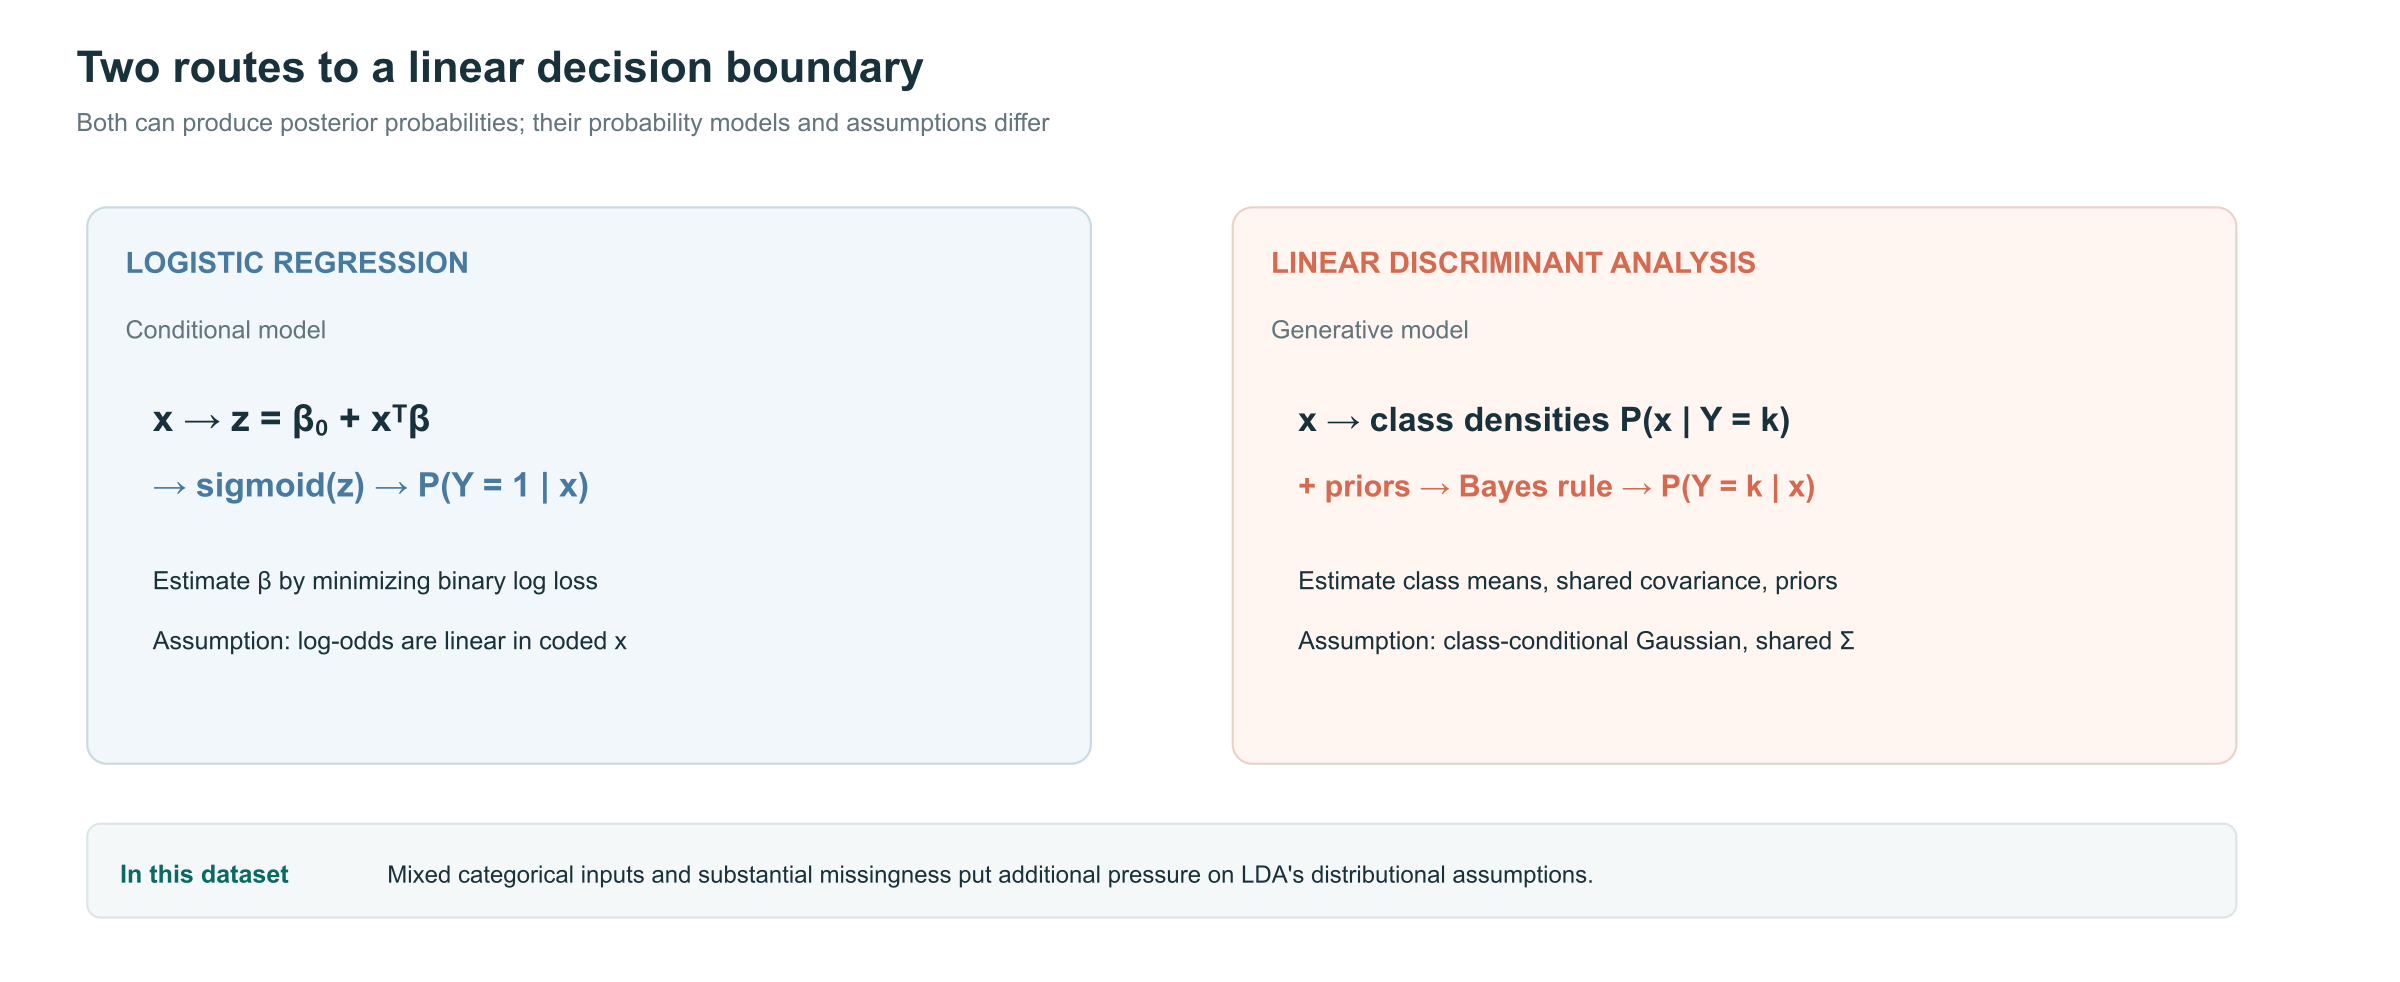 Two routes to a linear decision boundary
Both can produce posterior probabilities; their probability models and assumptions differ
LOGISTIC REGRESSION
Conditional model
x → z = β₀ + xᵀβ
→ sigmoid(z) → P(Y = 1 | x)
Estimate β by minimizing binary log loss
Assumption: log-odds are linear in coded x
LINEAR DISCRIMINANT ANALYSIS
Generative model
x → class densities P(x | Y = k)
+ priors → Bayes rule → P(Y = k | x)
Estimate class means, shared covariance, priors
Assumption: class-conditional Gaussian, shared Σ
In this dataset Mixed categorical inputs and substantial missingness put additional pressure on LDA's distributional assumptions.